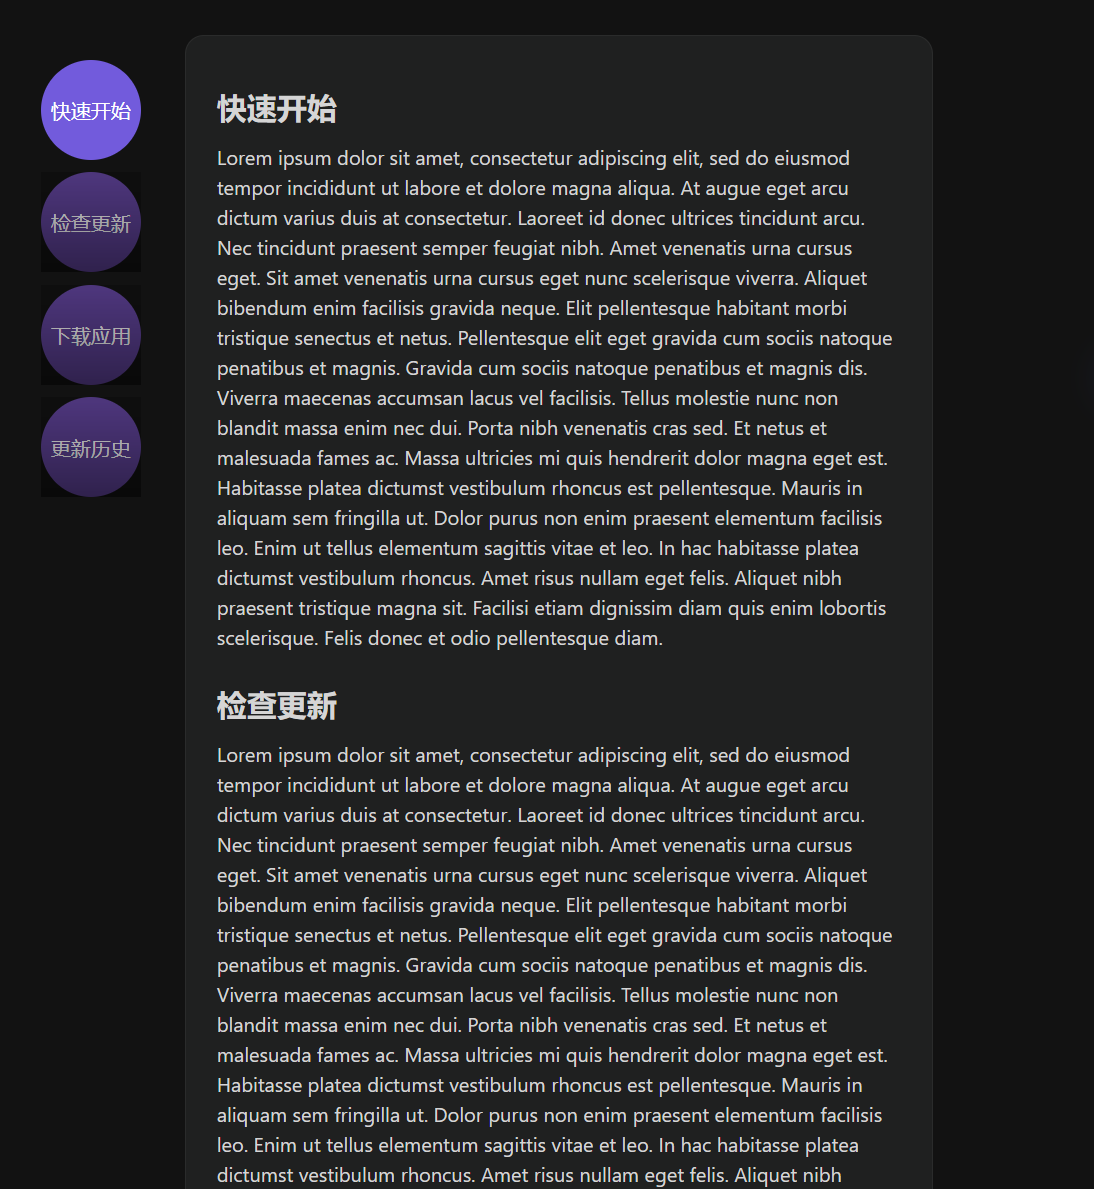 快速开始
检查更新
下载应用
更新历史
快速开始
Lorem ipsum dolor sit amet, consectetur adipiscing elit, sed do eiusmod
tempor incididunt ut labore et dolore magna aliqua. At augue eget arcu
dictum varius duis at consectetur. Laoreet id donec ultrices tincidunt arcu.
Nec tincidunt praesent semper feugiat nibh. Amet venenatis urna cursus
eget. Sit amet venenatis urna cursus eget nunc scelerisque viverra. Aliquet
bibendum enim facilisis gravida neque. Elit pellentesque habitant morbi
tristique senectus et netus. Pellentesque elit eget gravida cum sociis natoque
penatibus et magnis. Gravida cum sociis natoque penatibus et magnis dis.
Viverra maecenas accumsan lacus vel facilisis. Tellus molestie nunc non
blandit massa enim nec dui. Porta nibh venenatis cras sed. Et netus et
malesuada fames ac. Massa ultricies mi quis hendrerit dolor magna eget est.
Habitasse platea dictumst vestibulum rhoncus est pellentesque. Mauris in
aliquam sem fringilla ut. Dolor purus non enim praesent elementum facilisis
leo. Enim ut tellus elementum sagittis vitae et leo. In hac habitasse platea
dictumst vestibulum rhoncus. Amet risus nullam eget felis. Aliquet nibh
praesent tristique magna sit. Facilisi etiam dignissim diam quis enim lobortis
scelerisque. Felis donec et odio pellentesque diam.
检查更新
Lorem ipsum dolor sit amet, consectetur adipiscing elit, sed do eiusmod
tempor incididunt ut labore et dolore magna aliqua. At augue eget arcu
dictum varius duis at consectetur. Laoreet id donec ultrices tincidunt arcu.
Nec tincidunt praesent semper feugiat nibh. Amet venenatis urna cursus
eget. Sit amet venenatis urna cursus eget nunc scelerisque viverra. Aliquet
bibendum enim facilisis gravida neque. Elit pellentesque habitant morbi
tristique senectus et netus. Pellentesque elit eget gravida cum sociis natoque
penatibus et magnis. Gravida cum sociis natoque penatibus et magnis dis.
Viverra maecenas accumsan lacus vel facilisis. Tellus molestie nunc non
blandit massa enim nec dui. Porta nibh venenatis cras sed. Et netus et
malesuada fames ac. Massa ultricies mi quis hendrerit dolor magna eget est.
Habitasse platea dictumst vestibulum rhoncus est pellentesque. Mauris in
aliquam sem fringilla ut. Dolor purus non enim praesent elementum facilisis
leo. Enim ut tellus elementum sagittis vitae et leo. In hac habitasse platea
dictumst vestibulum rhoncus. Amet risus nullam eget felis. Aliquet nibh